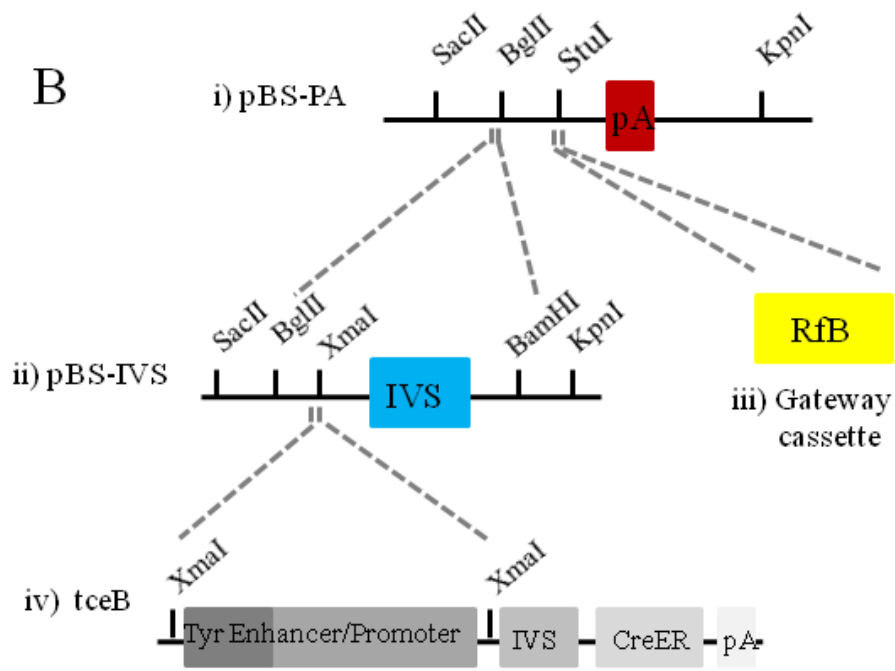 B
i) pBS-PA
SacII
BglII
StuI
pA
KpnI
ii) pBS-IVS
SacII
BglII
XmaI
IVS
BamHI
KpnI
RfB
iii) Gateway
cassette
iv) tceB
XmaI
Tyr Enhancer/Promoter
XmaI
IVS
CreER
pA